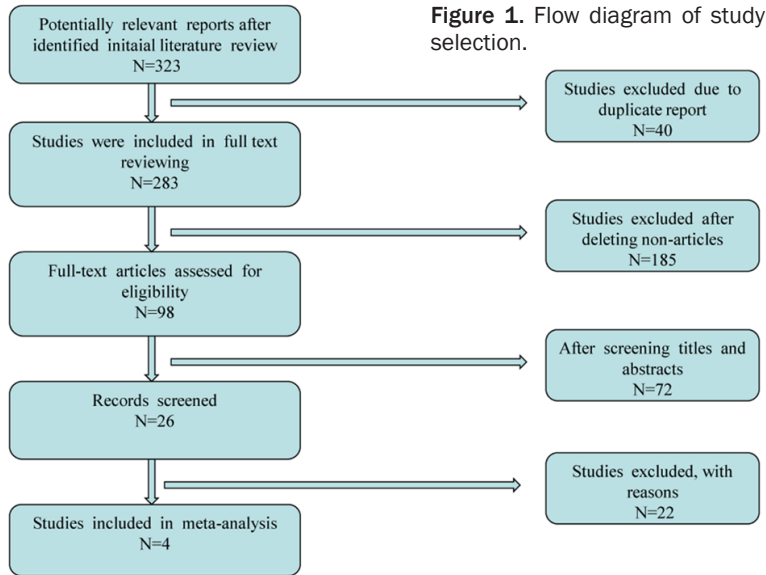 Figure 1. Flow diagram of study
selection.
Potentially relevant reports after
identified initaial literature review
N=323
Studies excluded due to
duplicate report
N=40
Studies were included in full text
reviewing
N=283
Studies excluded after
deleting non-articles
N=185
Full-text articles assessed for
eligibility
N=98
After screening titles and
abstracts
N=72
Records screened
N=26
Studies excluded, with
reasons
N=22
Studies included in meta-analysis
N=4